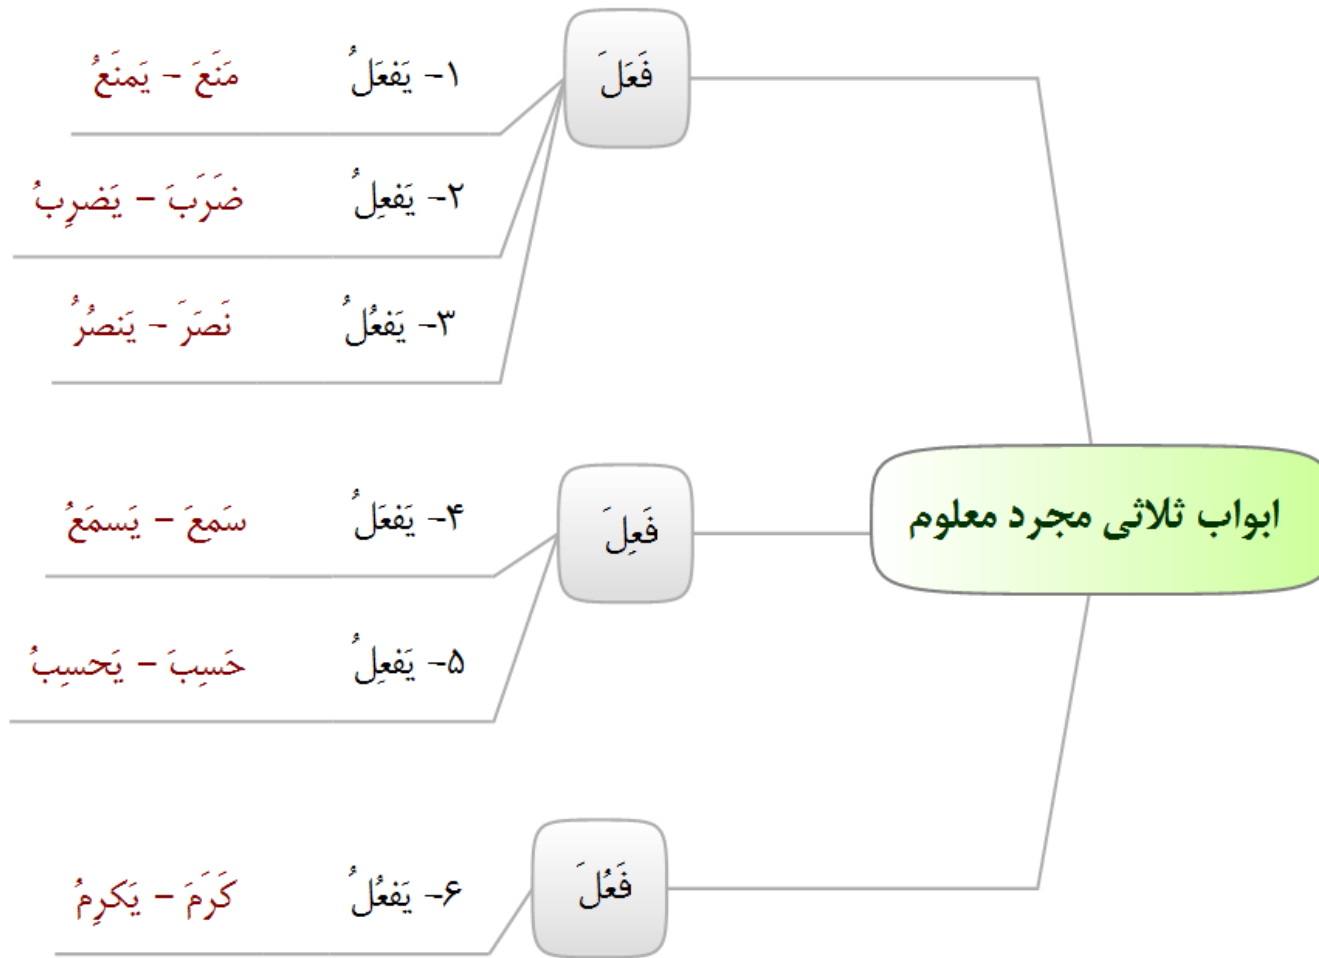 ابواب ثلاثی مجرد معلوم
فَعَلَ
۱- یَفعَلُ مَنَعَ - یَمنَعُ
۲- یَفعِلُ ضَرَبَ - یَضرِبُ
۳- یَفعُلُ نَصَرَ - یَنصُرُ
فَعِلَ
۴- یَفعَلُ سَمِعَ - یَسمَعُ
۵- یَفعِلُ حَسِبَ - یَحسِبُ
فَعُلَ
۶- یَفعُلُ کَرَمَ - یَکرِمُ